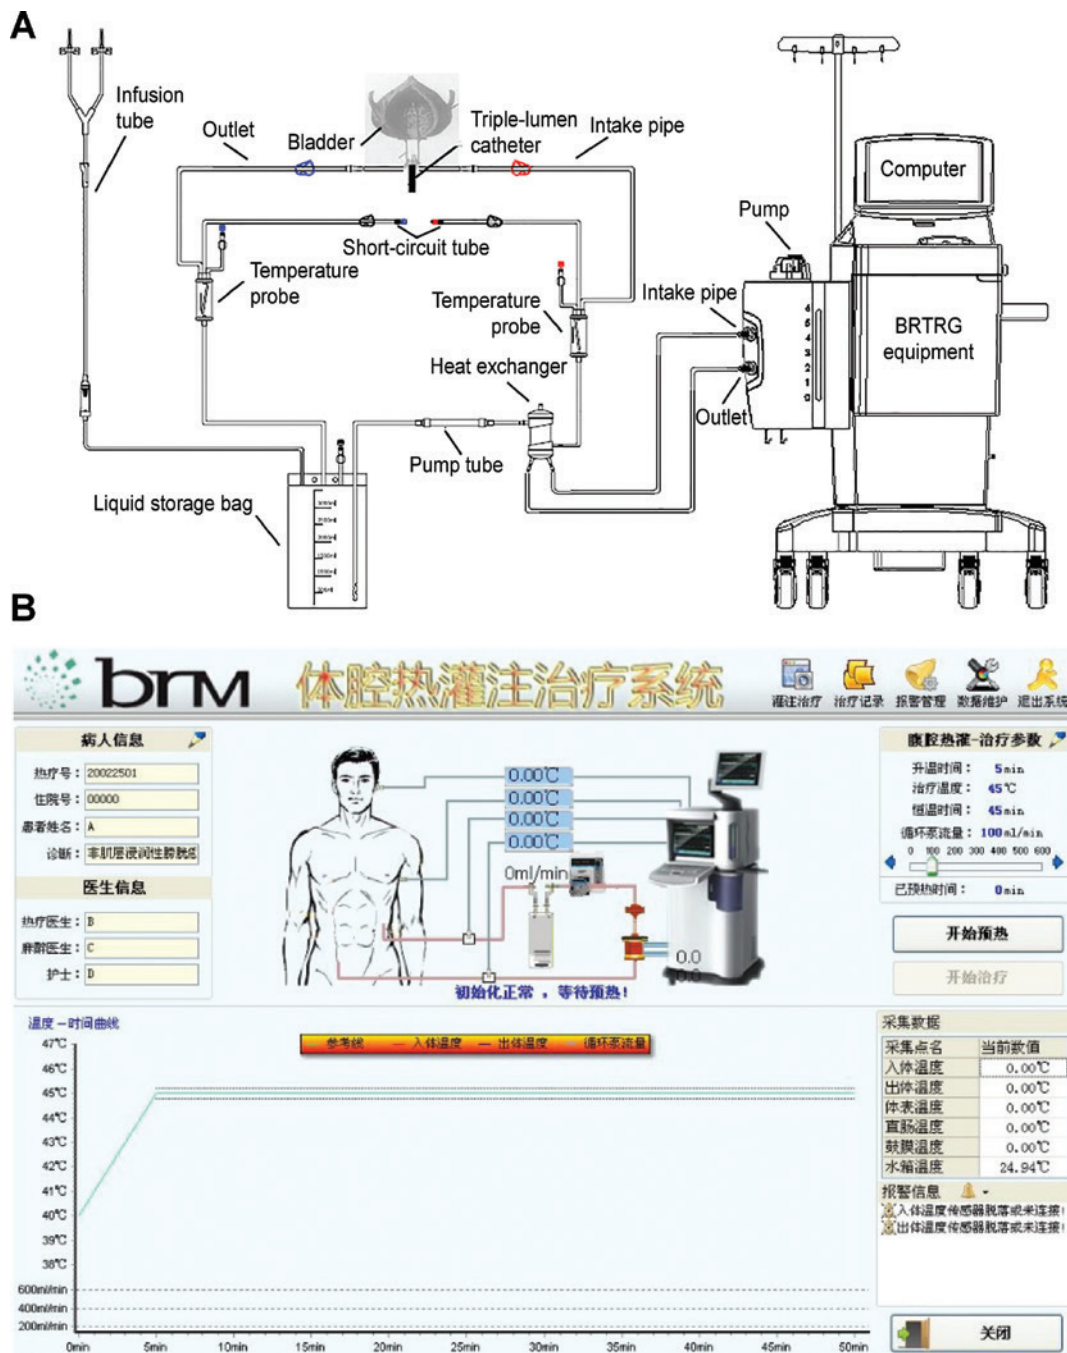 A
Infusion
tube
Outlet
Bladder
Triple-lumen
catheter
Intake pipe
Computer
Pump
Short-circuit tube
Temperature
probe
Temperature
probe
Intake pipe
BRTRG
equipment
Heat exchanger
Outlet
Pump tube
Liquid storage bag
6
5
4
3
2
1
0
B
brm 体腔热灌注治疗系统
灌注治疗 治疗记录 报警管理 数据维护 退出系统
病人信息
热疗号： 20022501
住院号： 00000
患者姓名： A
诊断： 非肌层浸润性膀胱癌
医生信息
热疗医生： B
麻醉医生： C
护士： D
0.00℃
0.00℃
0.00℃
0.00℃
0ml/min
0.0
0.0
初始化正常，等待预热！
腹腔热灌-治疗参数
升温时间： 5min
治疗温度： 45℃
恒温时间： 45min
循环泵流量： 100ml/min
0 100 200 300 400 500 600
已预热时间： 0min
开始预热
开始治疗
温度－时间曲线
参考线 入体温度 出体温度 循环泵流量
47℃
46℃
45℃
44℃
43℃
42℃
41℃
40℃
39℃
38℃
600ml/min
400ml/min
200ml/min
0min 5min 10min 15min 20min 25min 30min 35min 40min 45min 50min
采集数据
采集点名 当前数值
入体温度 0.00℃
出体温度 0.00℃
体表温度 0.00℃
直肠温度 0.00℃
鼓膜温度 0.00℃
水箱温度 24.94℃
报警信息
入体温度传感器脱落或未连接!
出体温度传感器脱落或未连接!
关闭